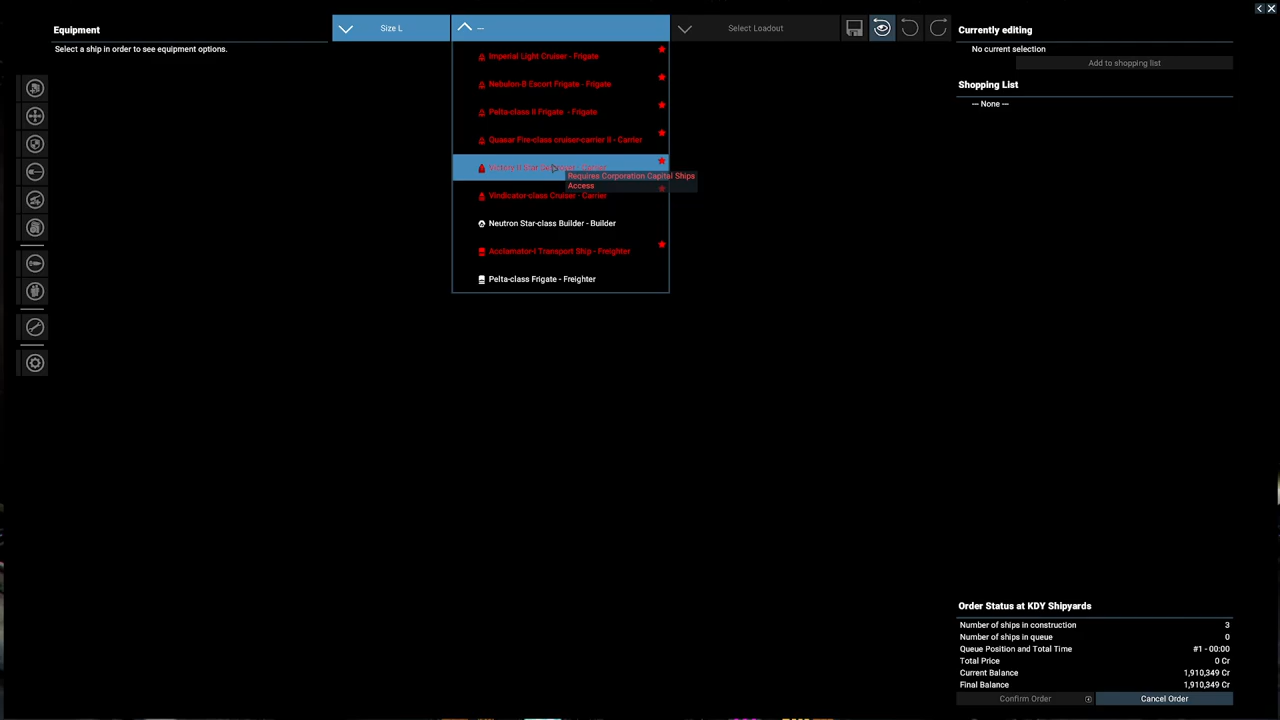 Equipment
Select a ship in order to see equipment options.
Size L
--
Select Loadout
Imperial Light Cruiser - Frigate
Nebulon B Escort Frigate - Frigate
Pelta-class II Frigate - Frigate
Quasar Fire-class cruiser-carrier II - Carrier
Requires Corporation Capital Ships
Access
Vindicator-class Cruiser - Carrier
Neutron Star-class Builder - Builder
Acclamator-I Transport Ship - Freighter
Pelta-class Frigate - Freighter
Currently editing
No current selection
Add to shopping list
Shopping List
--- None ---
Order Status at KDY Shipyards
Number of ships in construction 3
Number of ships in queue 0
Queue Position and Total Time #1 - 00:00
Total Price 0 Cr
Current Balance 1,910,349 Cr
Final Balance 1,910,349 Cr
Confirm Order
Cancel Order